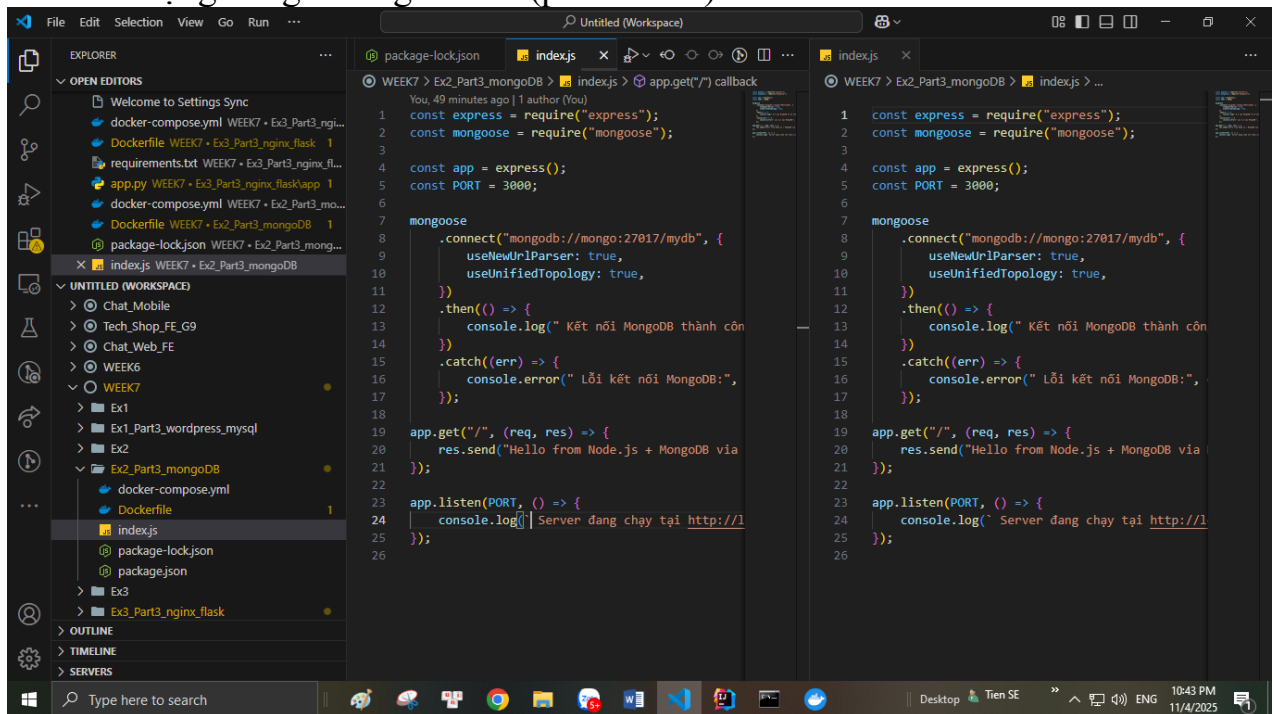 File Edit Selection View Go Run ···
Untitled (Workspace)
EXPLORER
OPEN EDITORS
Welcome to Settings Sync
docker-compose.yml WEEK7 • Ex3_Part3_ngi...
Dockerfile WEEK7 • Ex3_Part3_nginx_flask 1
requirements.txt WEEK7 • Ex3_Part3_nginx_fl...
app.py WEEK7 • Ex3_Part3_nginx_flask\app 1
docker-compose.yml WEEK7 • Ex2_Part3_mo...
Dockerfile WEEK7 • Ex2_Part3_mongoDB 1
package-lock.json WEEK7 • Ex2_Part3_mong...
index.js WEEK7 • Ex2_Part3_mongoDB
UNTITLED (WORKSPACE)
Chat_Mobile
Tech_Shop_FE_G9
Chat_Web_FE
WEEK6
WEEK7
Ex1
Ex1_Part3_wordpress_mysql
Ex2
Ex2_Part3_mongoDB
docker-compose.yml
Dockerfile 1
index.js
package-lock.json
package.json
Ex3
Ex3_Part3_nginx_flask
OUTLINE
TIMELINE
SERVERS
package-lock.json index.js
WEEK7 > Ex2_Part3_mongoDB > index.js > app.get("/") callback
You, 49 minutes ago | 1 author (You)
1 const express = require("express");
2 const mongoose = require("mongoose");
3
4 const app = express();
5 const PORT = 3000;
6
7 mongoose
8 .connect("mongodb://mongo:27017/mydb", {
9 useNewUrlParser: true,
10 useUnifiedTopology: true,
11 })
12 .then(() => {
13 console.log(" Kết nối MongoDB thành côn
14 })
15 .catch((err) => {
16 console.error(" Lỗi kết nối MongoDB:",
17 });
18
19 app.get("/", (req, res) => {
20 res.send("Hello from Node.js + MongoDB via
21 });
22
23 app.listen(PORT, () => {
24 console.log(` Server đang chạy tại http://l
25 });
26
index.js
WEEK7 > Ex2_Part3_mongoDB > index.js > ...
1 const express = require("express");
2 const mongoose = require("mongoose");
3
4 const app = express();
5 const PORT = 3000;
6
7 mongoose
8 .connect("mongodb://mongo:27017/mydb", {
9 useNewUrlParser: true,
10 useUnifiedTopology: true,
11 })
12 .then(() => {
13 console.log(" Kết nối MongoDB thành côn
14 })
15 .catch((err) => {
16 console.error(" Lỗi kết nối MongoDB:",
17 });
18
19 app.get("/", (req, res) => {
20 res.send("Hello from Node.js + MongoDB via
21 });
22
23 app.listen(PORT, () => {
24 console.log(` Server đang chạy tại http://l
25 });
26
Type here to search
Desktop Tien SE
ENG
10:43 PM
11/4/2025